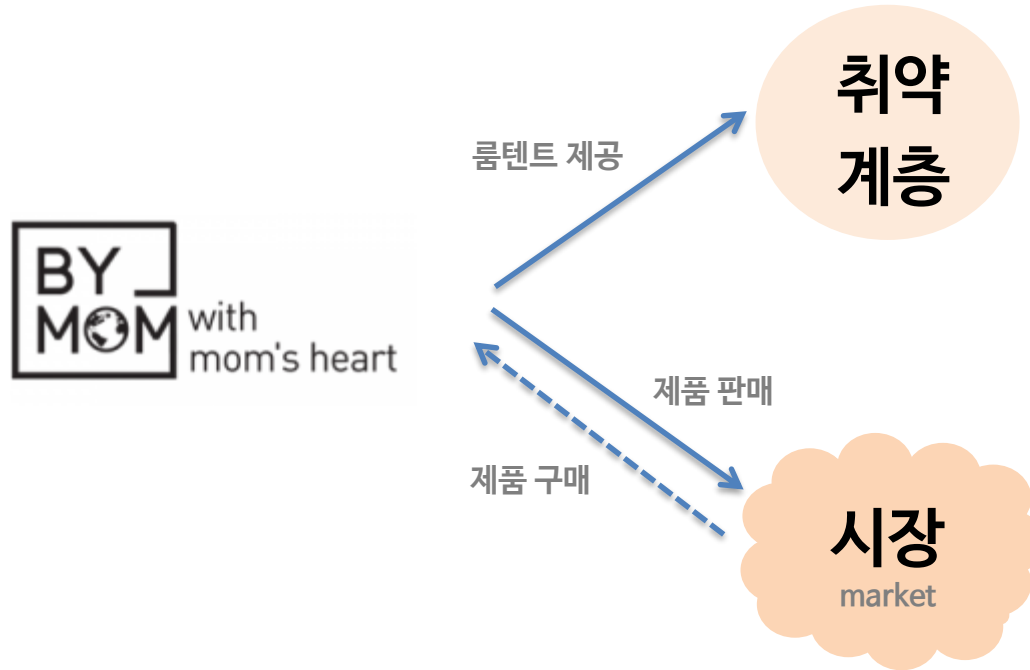 취약
계층
룸텐트 제공
BY
MOM
with
mom's heart
제품 판매
제품 구매
시장
market